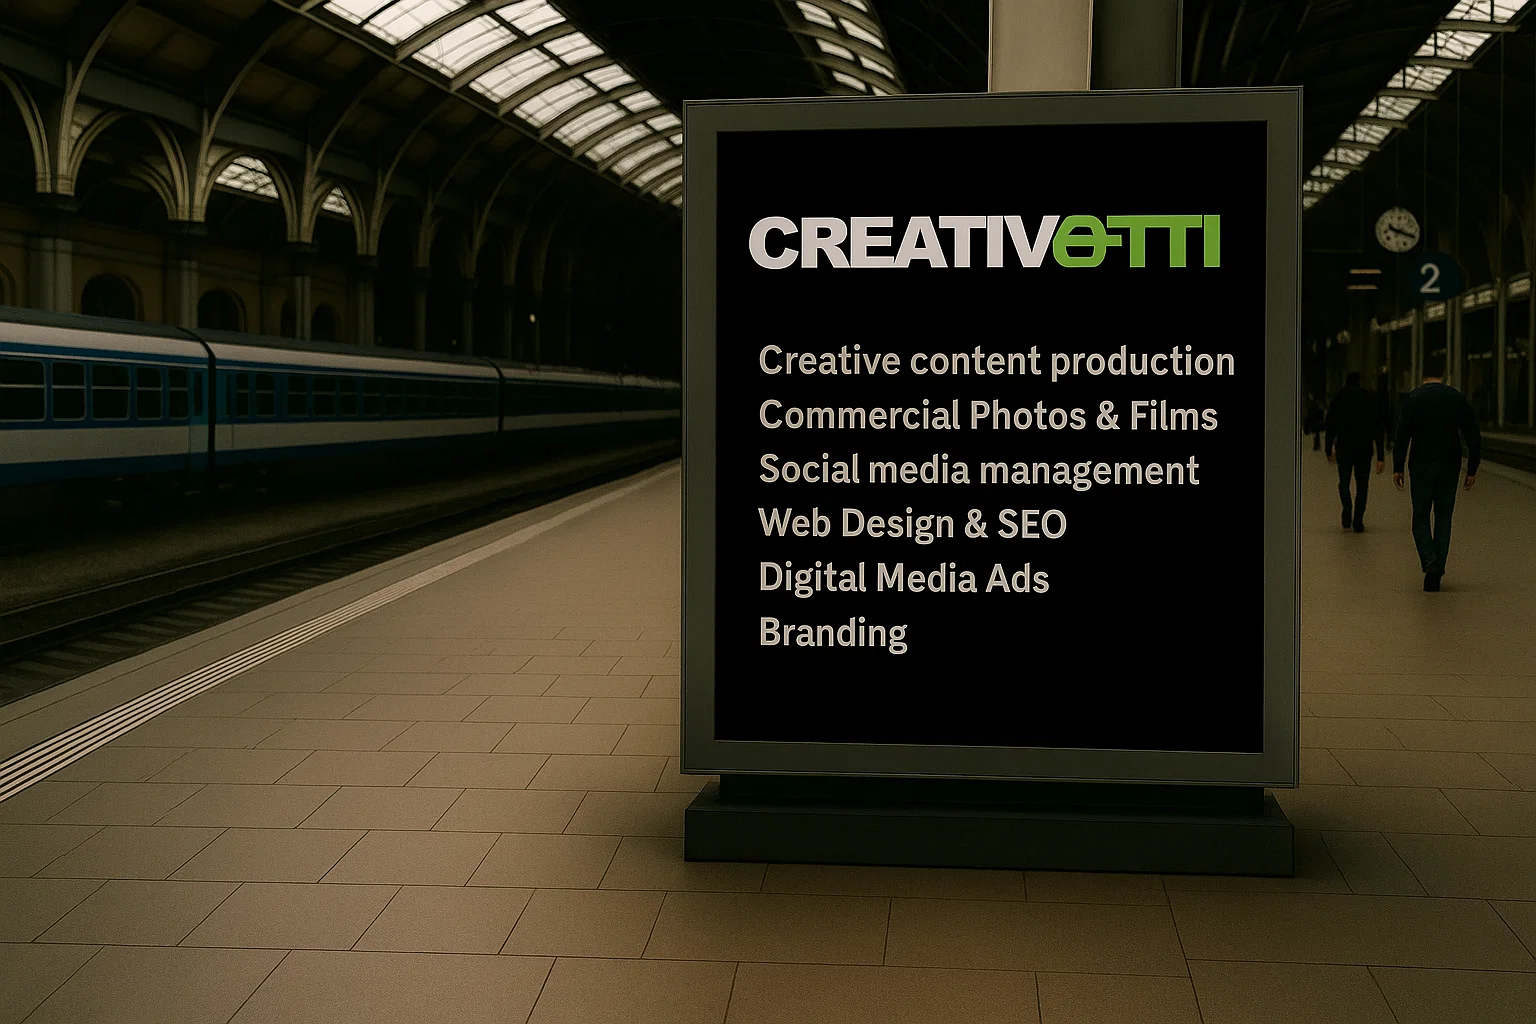 CREATIVOTTI
Creative content production
Commercial Photos & Films
Social media management
Web Design & SEO
Digital Media Ads
Branding
2